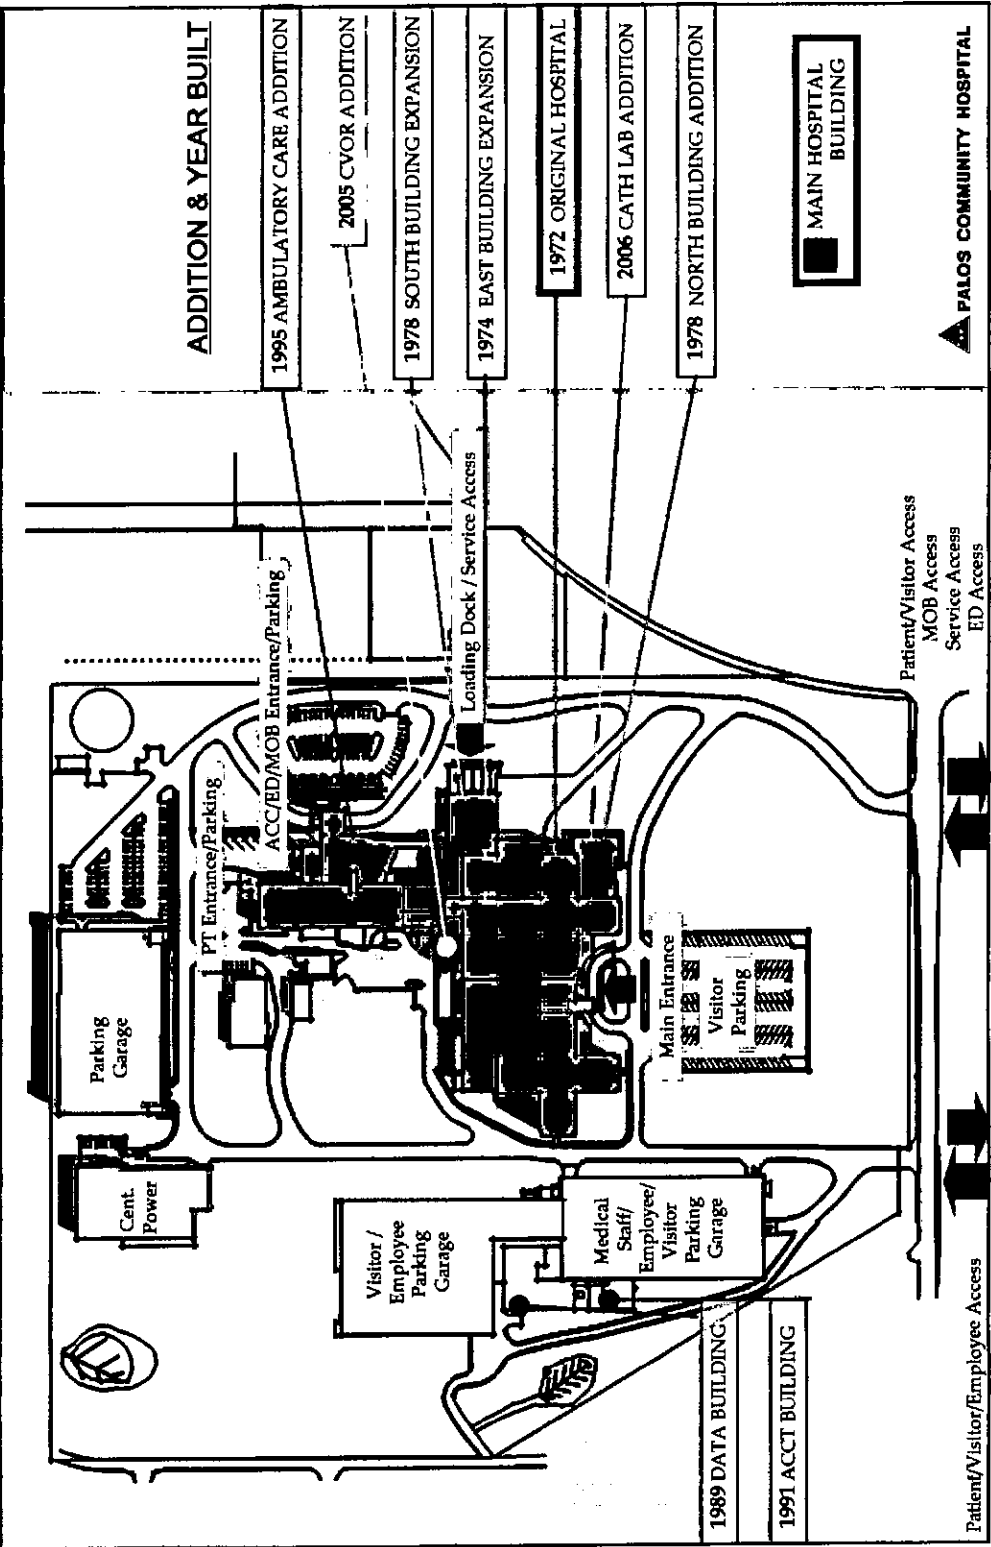 ADDITION & YEAR BUILT
1995 AMBULATORY CARE ADDITION
2005 CVOR ADDITION
1978 SOUTH BUILDING EXPANSION
1974 EAST BUILDING EXPANSION
1972 ORIGINAL HOSPITAL
2006 CATH LAB ADDITION
1978 NORTH BUILDING ADDITION
MAIN HOSPITAL
BUILDING
PALOS COMMUNITY HOSPITAL
Cent.
Power
Parking
Garage
PT Entrance/Parking
ACC/ED/MOB Entrance/Parking
Loading Dock / Service Access
Visitor /
Employee
Parking
Garage
Medical
Staff/
Employee/
Visitor
Parking
Garage
Main Entrance
Visitor
Parking
1989 DATA BUILDING
1991 ACCT BUILDING
Patient/Visitor/Employee Access
Patient/Visitor Access
MOB Access
Service Access
ED Access